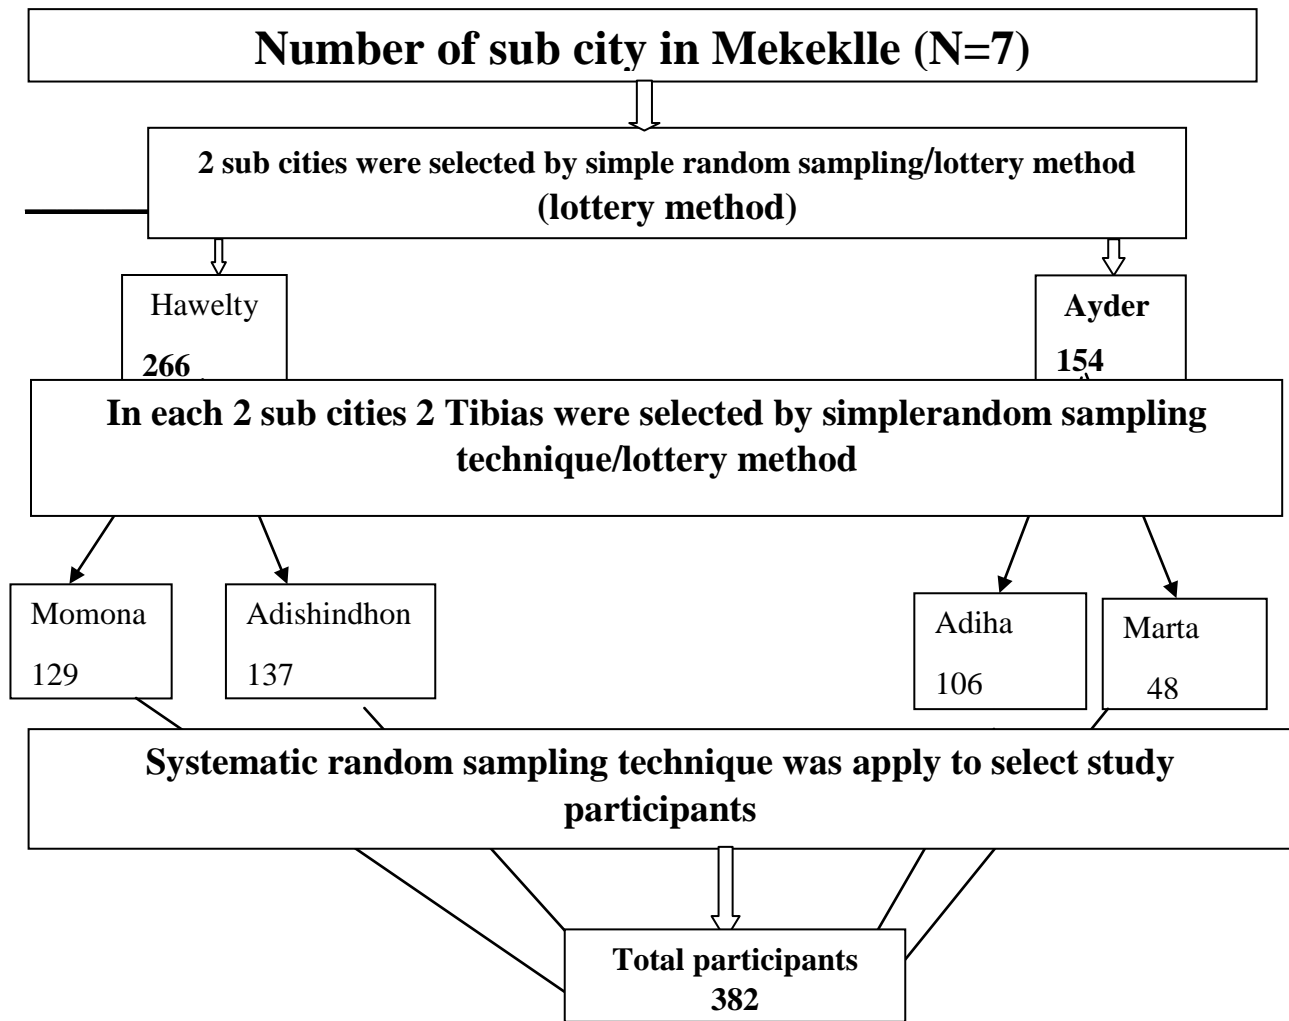 Number of sub city in Mekeklle (N=7)
2 sub cities were selected by simple random sampling/lottery method
(lottery method)
Hawelty
266
Ayder
154
In each 2 sub cities 2 Tibias were selected by simplerandom sampling
technique/lottery method
Momona
129
Adishindhon
137
Adiha
106
Marta
48
Systematic random sampling technique was apply to select study
participants
Total participants
382